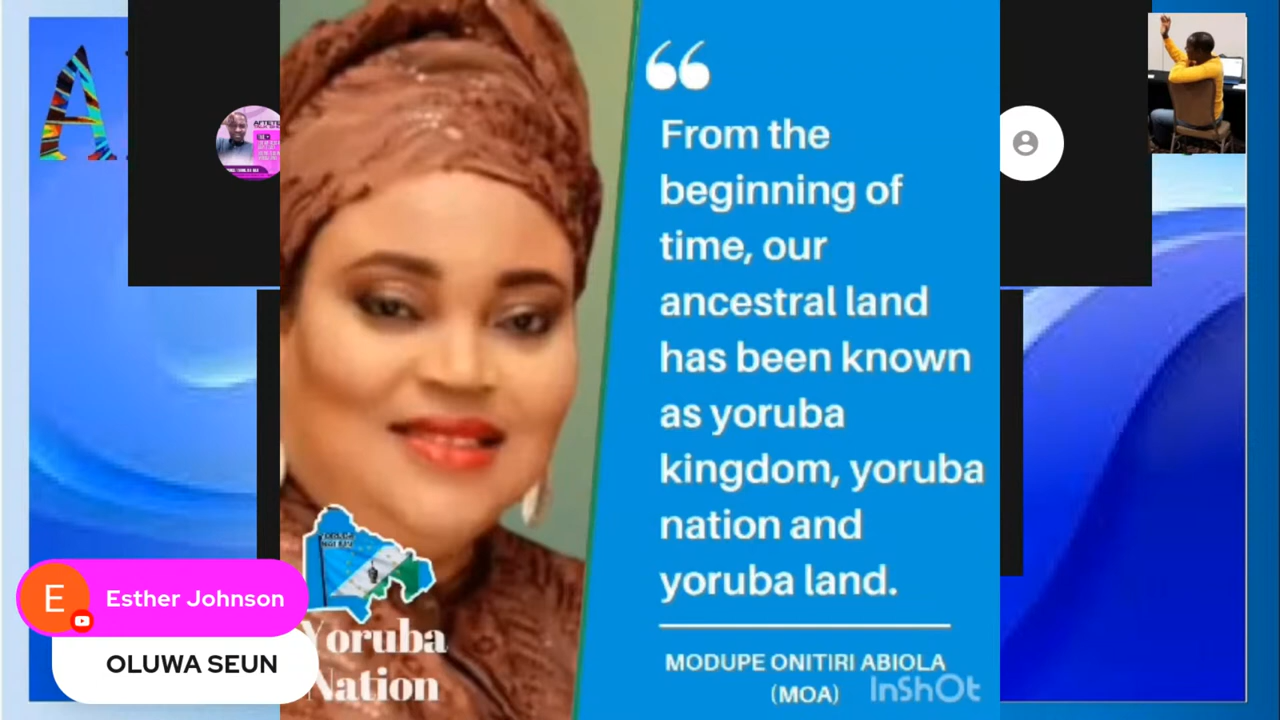 A
“
From the
beginning of
time, our
ancestral land
has been known
as yoruba
kingdom, yoruba
nation and
yoruba land.
MODUPE ONITIRI ABIOLA
(MOA)
InShOt
Yoruba
Nation
E
Esther Johnson
OLUWA SEUN